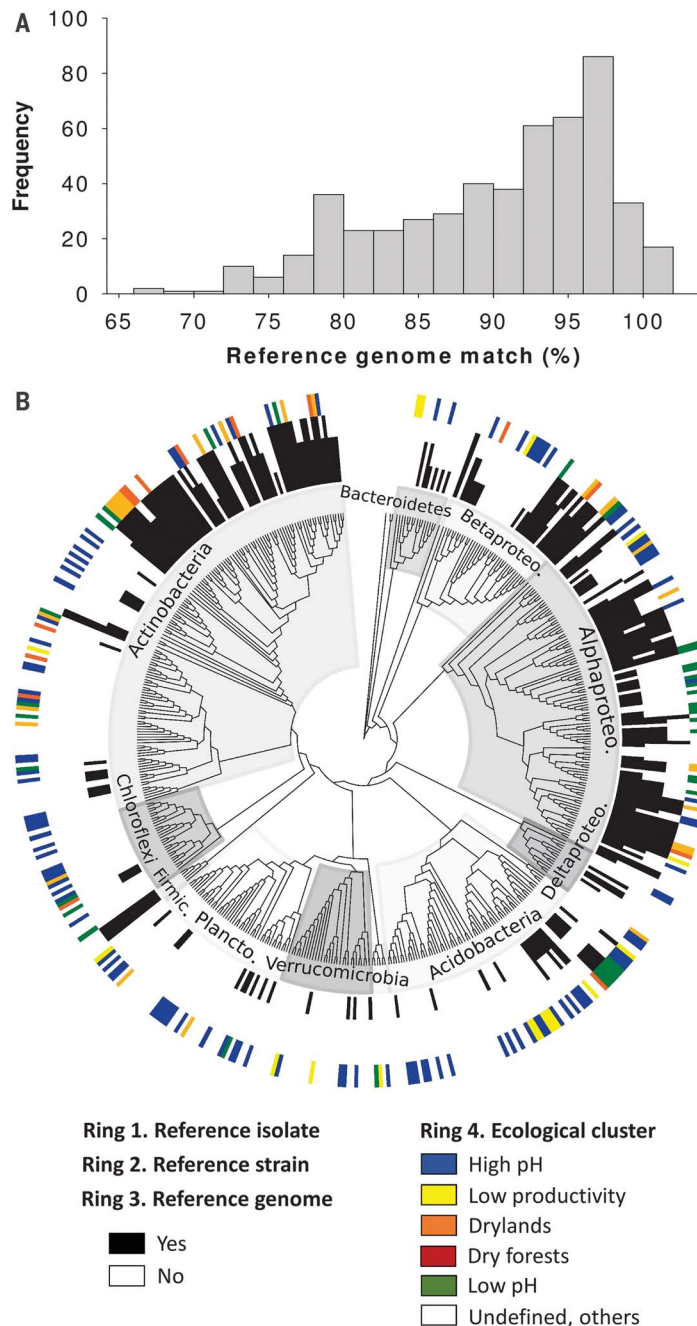 A
100
80
60
40
20
0
Frequency
65 70 75 80 85 90 95 100
Reference genome match (%)
B
Bacteroidetes
Betaproteo.
Alphaproteo.
Deltaproteo.
Acidobacteria
Verrucomicrobia
Plancto.
Firmic.
Chloroflexi
Actinobacteria
Ring 1. Reference isolate
Ring 2. Reference strain
Ring 3. Reference genome
Yes
No
Ring 4. Ecological cluster
High pH
Low productivity
Drylands
Dry forests
Low pH
Undefined, others